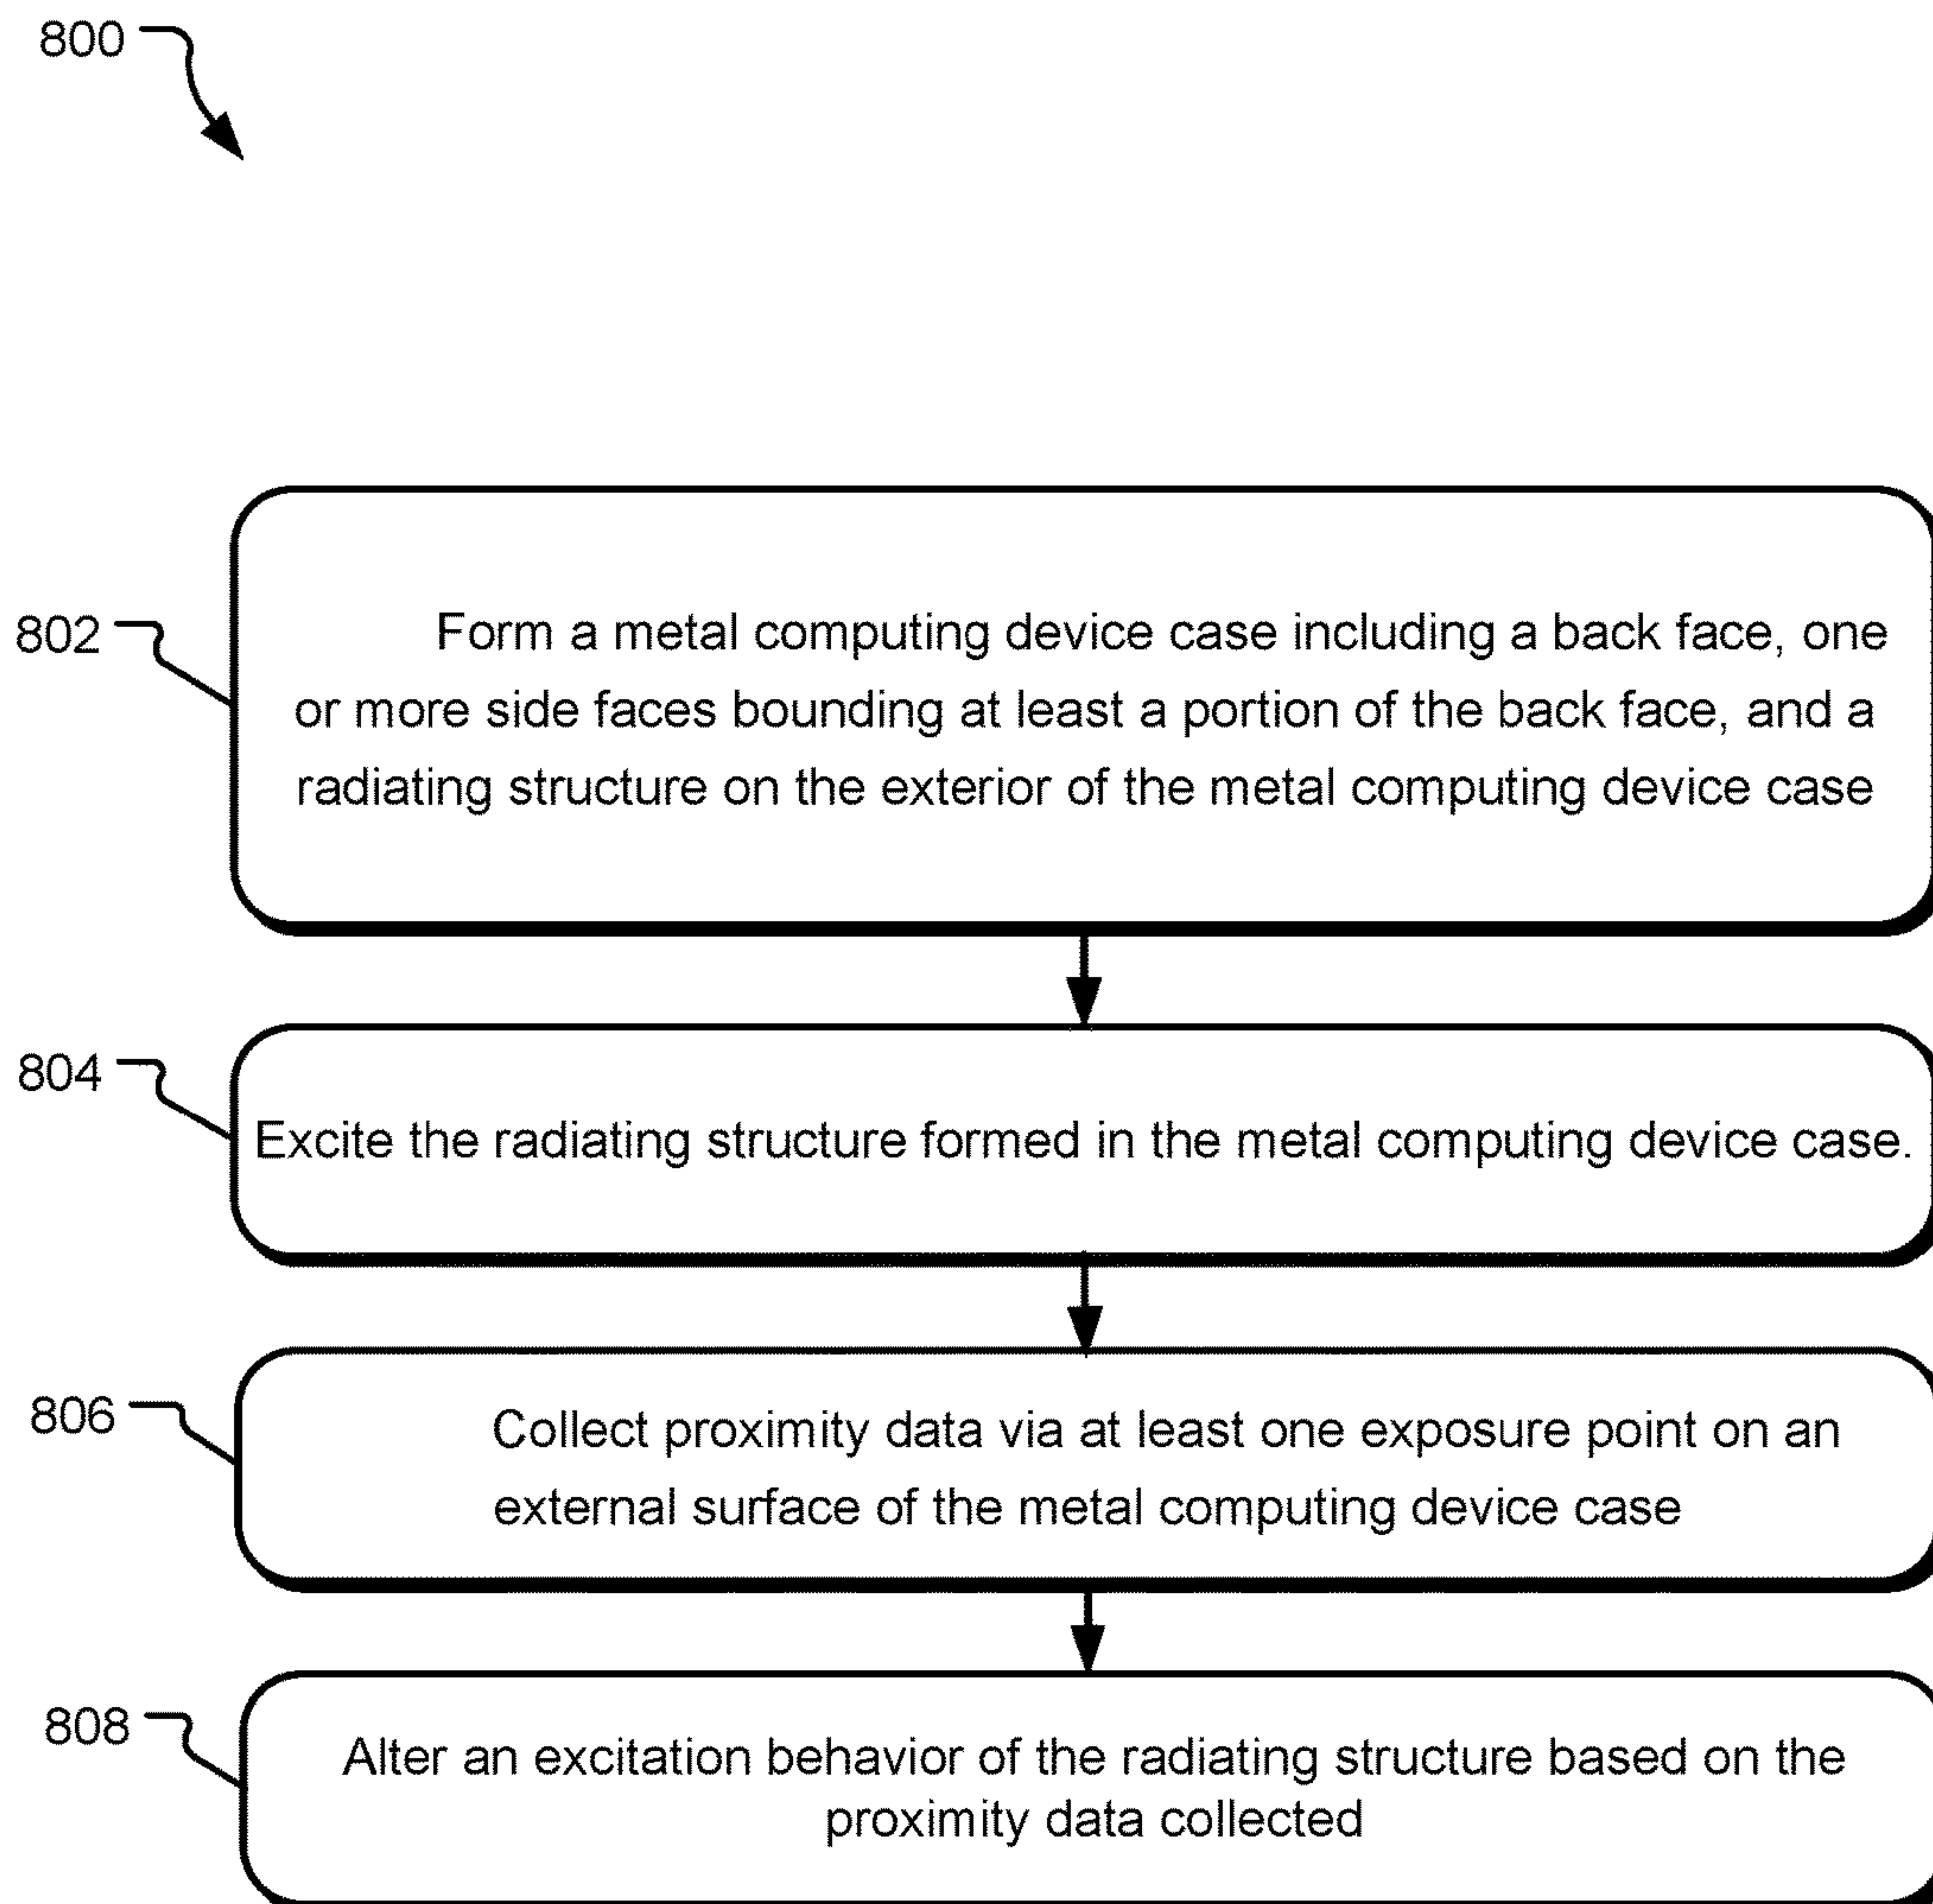 800
802
Form a metal computing device case including a back face, one
or more side faces bounding at least a portion of the back face, and a
radiating structure on the exterior of the metal computing device case
804
Excite the radiating structure formed in the metal computing device case.
806
Collect proximity data via at least one exposure point on an
external surface of the metal computing device case
808
Alter an excitation behavior of the radiating structure based on the
proximity data collected